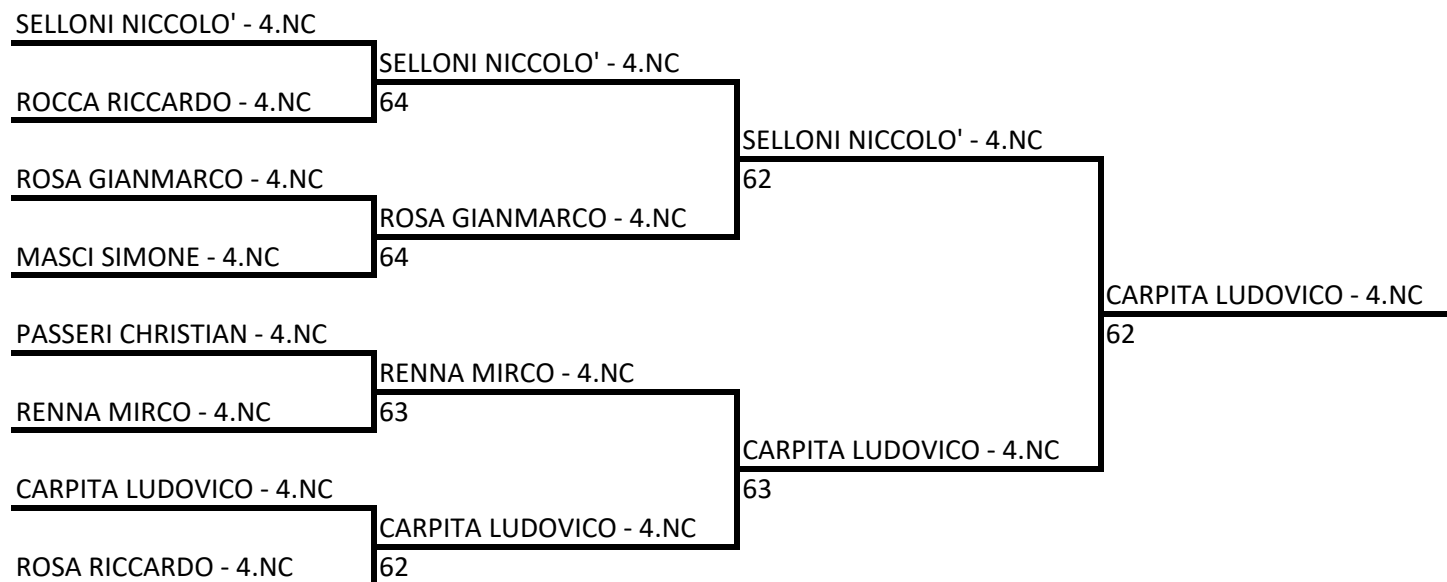 SELLONI NICCOLO' - 4.NC
SELLONI NICCOLO' - 4.NC
ROCCA RICCARDO - 4.NC
64
SELLONI NICCOLO' - 4.NC
ROSA GIANMARCO - 4.NC
62
ROSA GIANMARCO - 4.NC
MASCI SIMONE - 4.NC
64
CARPITA LUDOVICO - 4.NC
PASSERI CHRISTIAN - 4.NC
62
RENNA MIRCO - 4.NC
RENNA MIRCO - 4.NC
63
CARPITA LUDOVICO - 4.NC
CARPITA LUDOVICO - 4.NC
63
CARPITA LUDOVICO - 4.NC
ROSA RICCARDO - 4.NC
62